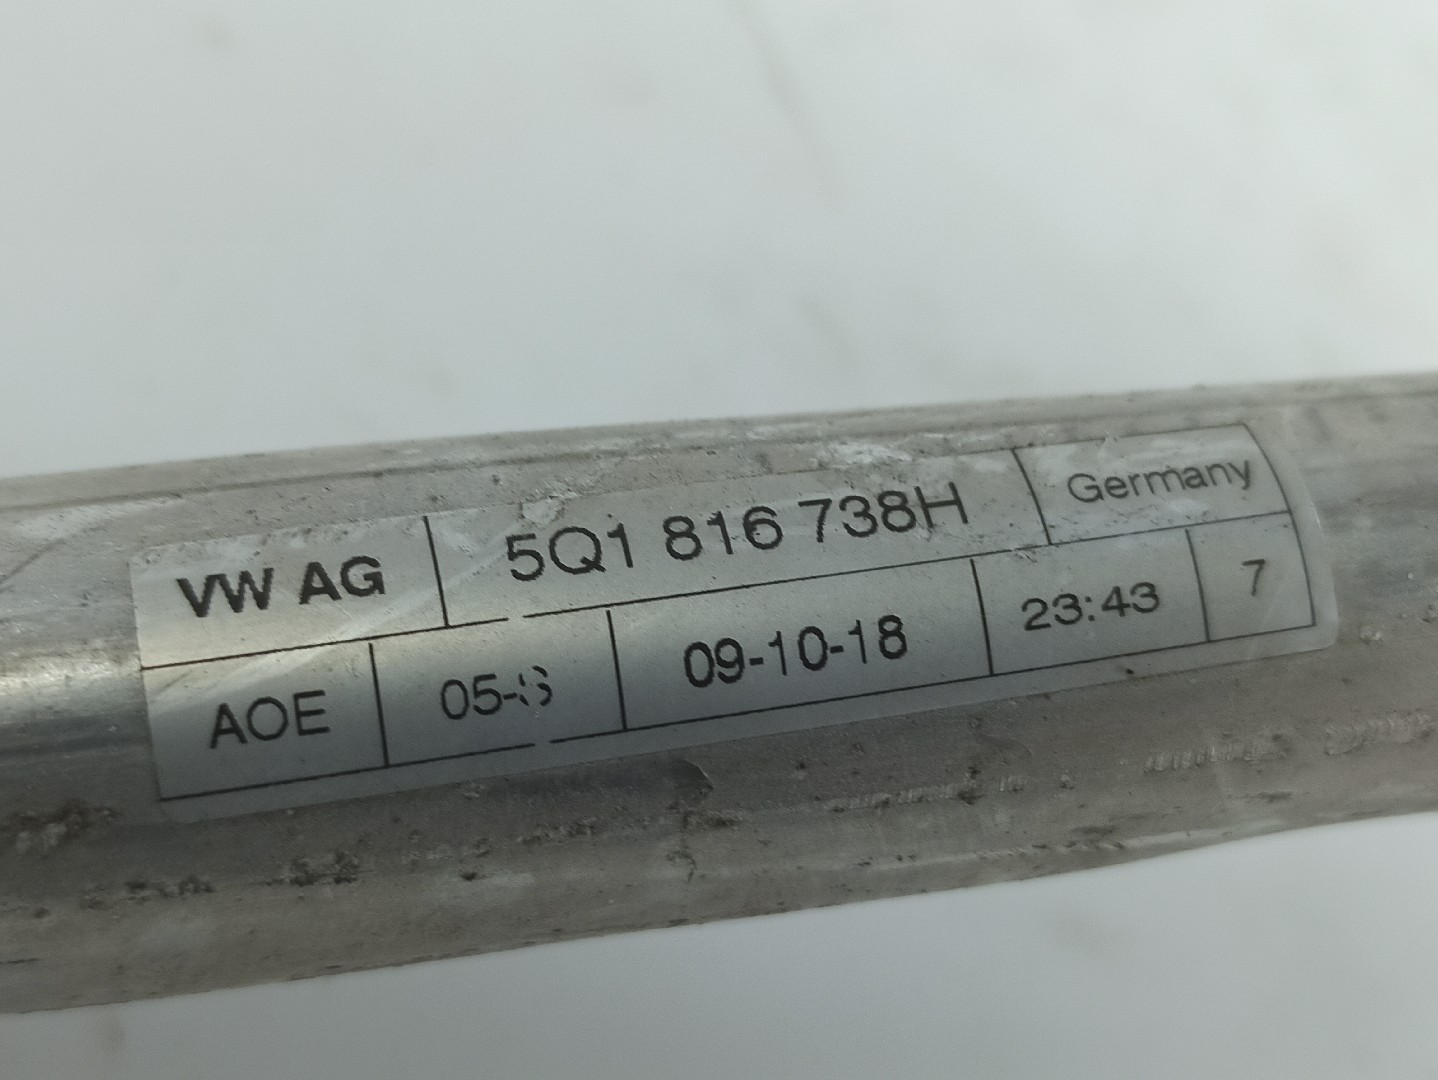 VW AG 5Q1 816 738H Germany
AOE 09-10-18 23:43 7